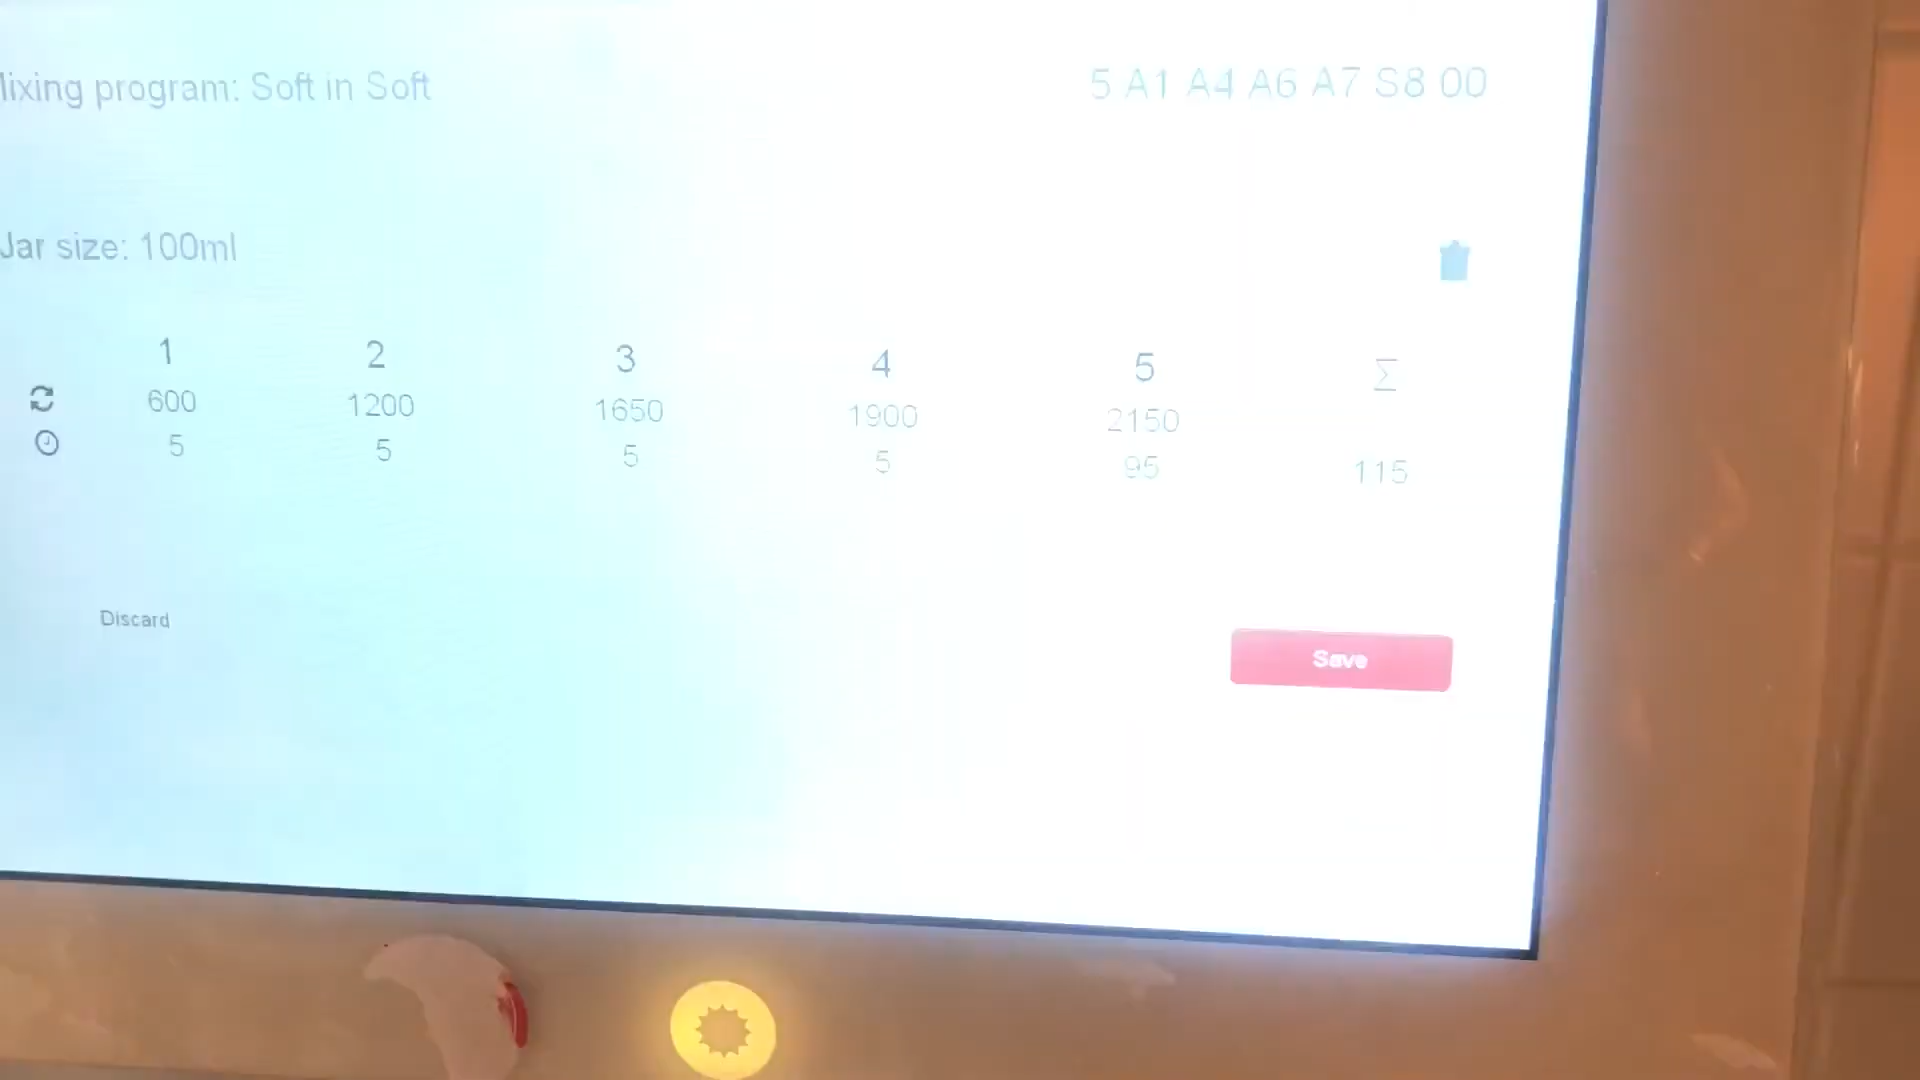 lixing program: Soft in Soft
5 A1 A4 A6 A7 S8 00
Jar size: 100ml
1 2 3 4 5 Σ
600 1200 1650 1900 2150
5 5 5 5 95 115
Discard
Save